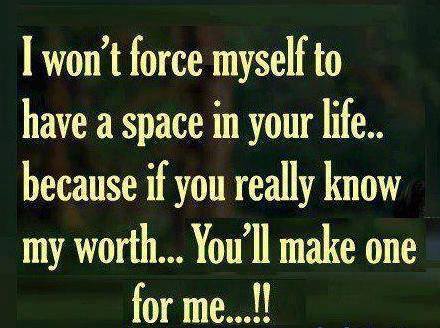 I won't force myself to
have a space in your life..
because if you really know
my worth... You'll make one
for me...!!